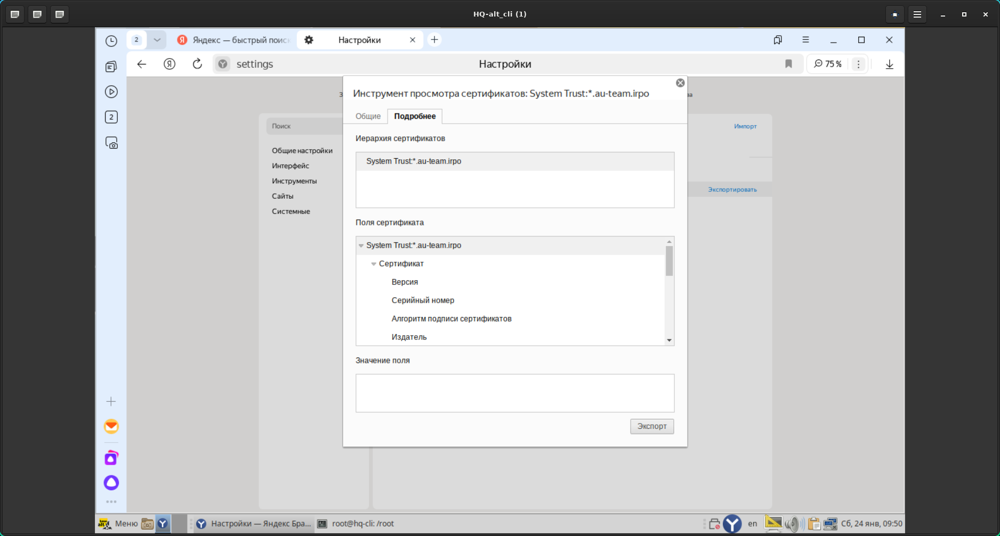 HQ-alt_cli (1)
2
Яндекс — быстрый поиск
Настройки
settings
Настройки
75 %
2
Инструмент просмотра сертификатов: System Trust:*.au-team.irpo
Общие
Подробнее
Иерархия сертификатов
System Trust:*.au-team.irpo
Поля сертификата
System Trust:*.au-team.irpo
Сертификат
Версия
Серийный номер
Алгоритм подписи сертификатов
Издатель
Значение поля
Экспорт
Поиск
Общие настройки
Интерфейс
Инструменты
Сайты
Системные
Импорт
Экспортировать
Меню
Настройки — Яндекс Бра...
root@hq-cli: /root
en
Сб, 24 янв, 09:50